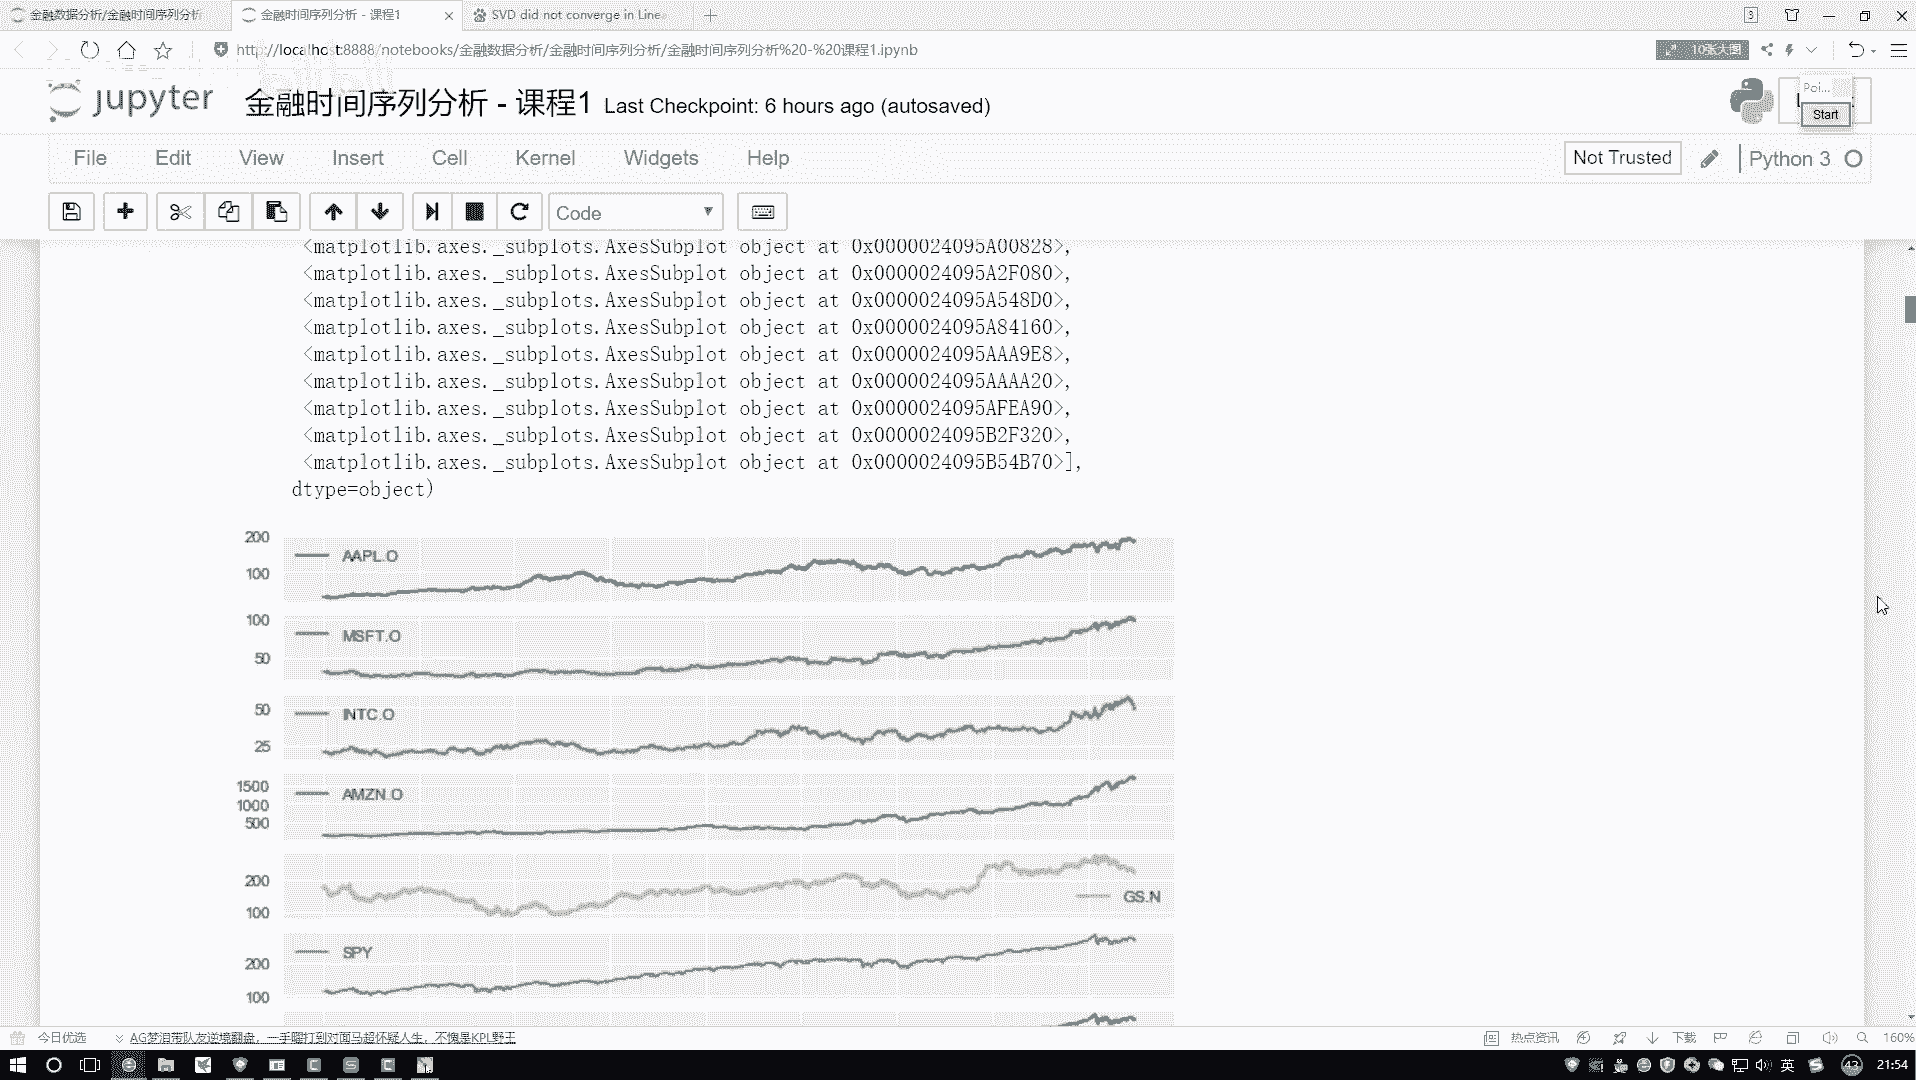 金融数据分析/金融时间序列分析
金融时间序列分析 - 课程1
SVD did not converge in Linea
3
http://localhost:8888/notebooks/金融数据分析/金融时间序列分析/金融时间序列分析%20-%20课程1.ipynb
10张大图
jupyter
金融时间序列分析 - 课程1
Last Checkpoint: 6 hours ago (autosaved)
Poi...
Start
File Edit View Insert Cell Kernel Widgets Help
Not Trusted
Python 3
Code
<matplotlib.axes._subplots.AxesSubplot object at 0x0000024095A00828>,
<matplotlib.axes._subplots.AxesSubplot object at 0x0000024095A2F080>,
<matplotlib.axes._subplots.AxesSubplot object at 0x0000024095A548D0>,
<matplotlib.axes._subplots.AxesSubplot object at 0x0000024095A84160>,
<matplotlib.axes._subplots.AxesSubplot object at 0x0000024095AAA9E8>,
<matplotlib.axes._subplots.AxesSubplot object at 0x0000024095AAAA20>,
<matplotlib.axes._subplots.AxesSubplot object at 0x0000024095AFEA90>,
<matplotlib.axes._subplots.AxesSubplot object at 0x0000024095B2F320>,
<matplotlib.axes._subplots.AxesSubplot object at 0x0000024095B54B70>],
dtype=object)
200
AAPL.O
100
100
MSFT.O
50
50
INTC.O
25
1500
AMZN.O
1000
500
200
GS.N
100
SPY
200
100
今日优选
AG梦泪带队友逆境翻盘，一手曜打到对面马超怀疑人生，不愧是KPL野王
热点资讯
下载
160%
英
43
21:54